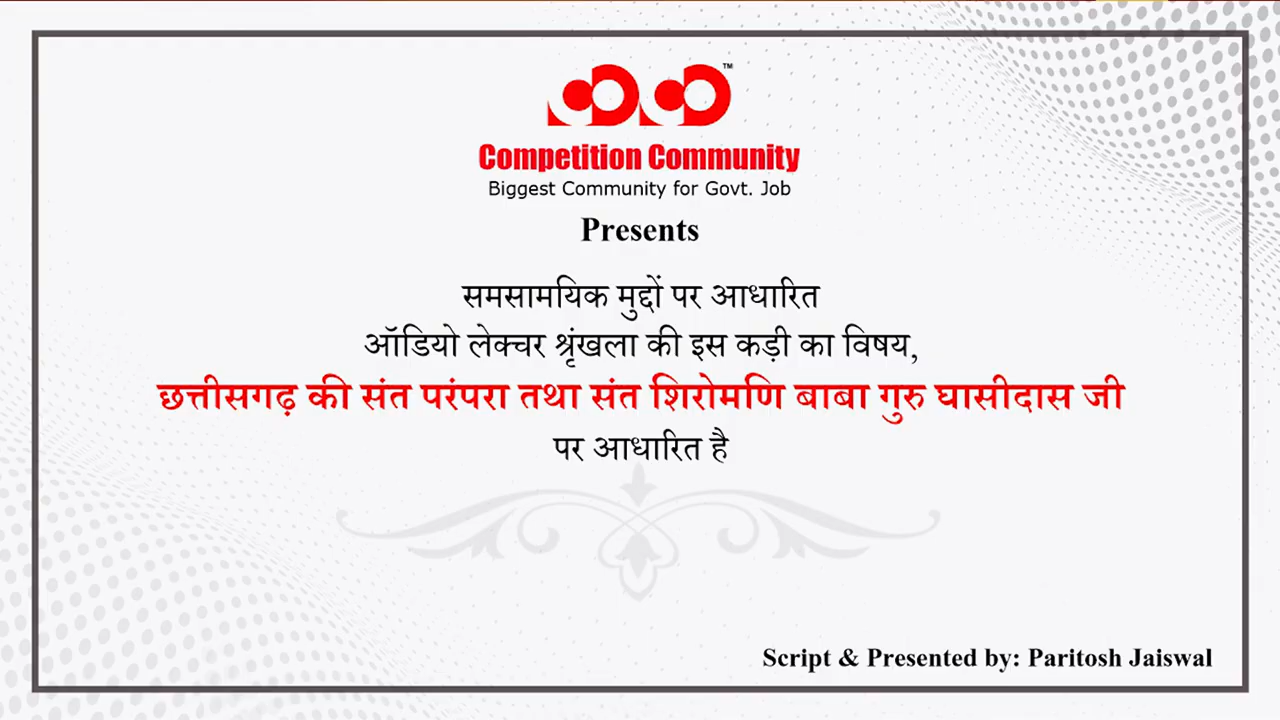 TM
Competition Community
Biggest Community for Govt. Job
Presents
समसामयिक मुद्दों पर आधारित
ऑडियो लेक्चर श्रृंखला की इस कड़ी का विषय,
छत्तीसगढ़ की संत परंपरा तथा संत शिरोमणि बाबा गुरु घासीदास जी
पर आधारित है
Script & Presented by: Paritosh Jaiswal